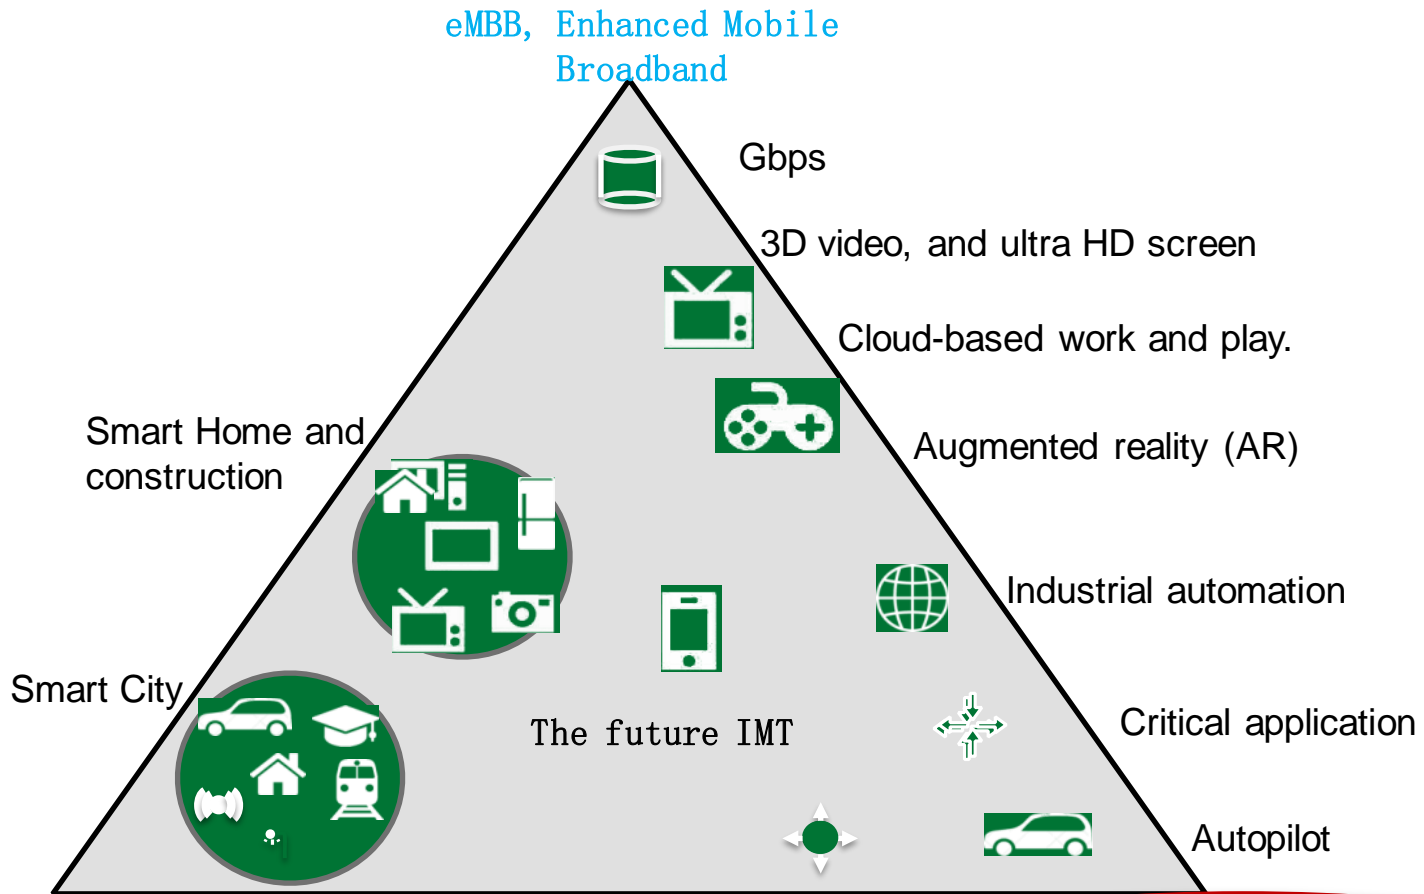 eMBB, Enhanced Mobile
Broadband
Gbps
3D video, and ultra HD screen
Cloud-based work and play.
Smart Home and
construction
Augmented reality (AR)
Industrial automation
Smart City
The future IMT
Critical application
Autopilot